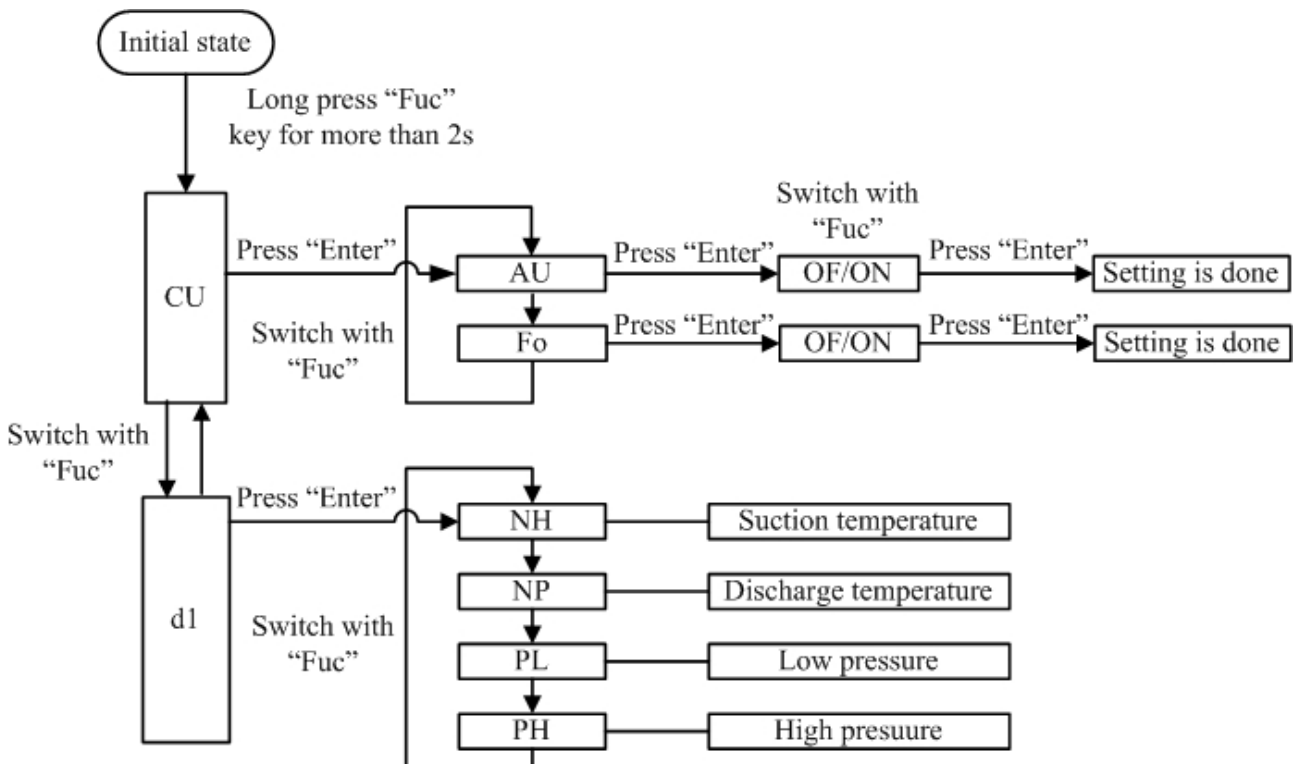 Initial state
Long press “Fuc”
key for more than 2s
CU
Press “Enter”
Switch with
“Fuc”
AU
Press “Enter”
Switch with
“Fuc”
OF/ON
Press “Enter”
Setting is done
Fo
Press “Enter”
OF/ON
Press “Enter”
Setting is done
Switch with
“Fuc”
d1
Press “Enter”
Switch with
“Fuc”
NH
Suction temperature
NP
Discharge temperature
PL
Low pressure
PH
High presuure